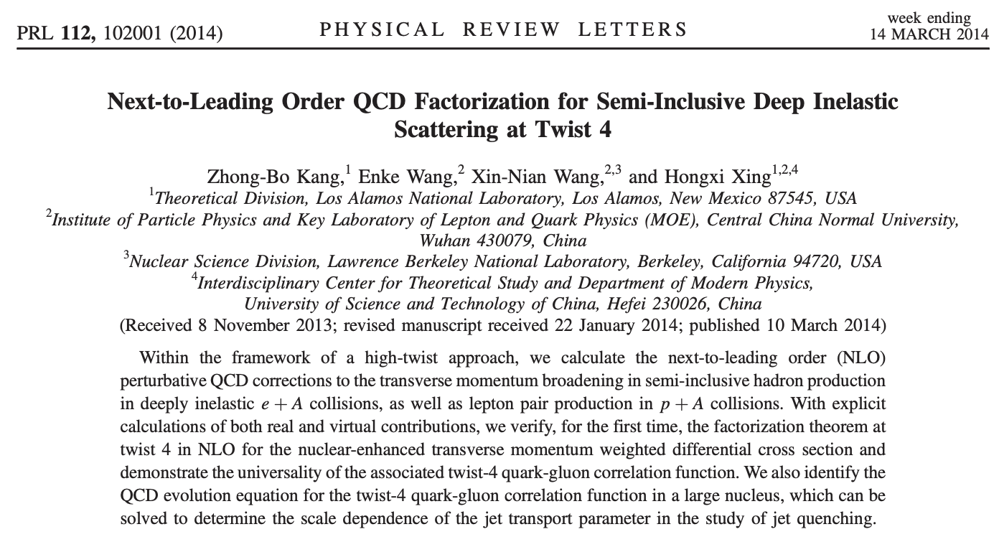 PRL 112, 102001 (2014)
PHYSICAL REVIEW LETTERS
week ending
14 MARCH 2014
Next-to-Leading Order QCD Factorization for Semi-Inclusive Deep Inelastic
Scattering at Twist 4
Zhong-Bo Kang,1 Enke Wang,2 Xin-Nian Wang,2,3 and Hongxi Xing1,2,4
1Theoretical Division, Los Alamos National Laboratory, Los Alamos, New Mexico 87545, USA
2Institute of Particle Physics and Key Laboratory of Lepton and Quark Physics (MOE), Central China Normal University,
Wuhan 430079, China
3Nuclear Science Division, Lawrence Berkeley National Laboratory, Berkeley, California 94720, USA
4Interdisciplinary Center for Theoretical Study and Department of Modern Physics,
University of Science and Technology of China, Hefei 230026, China
(Received 8 November 2013; revised manuscript received 22 January 2014; published 10 March 2014)
Within the framework of a high-twist approach, we calculate the next-to-leading order (NLO)
perturbative QCD corrections to the transverse momentum broadening in semi-inclusive hadron production
in deeply inelastic e + A collisions, as well as lepton pair production in p + A collisions. With explicit
calculations of both real and virtual contributions, we verify, for the first time, the factorization theorem at
twist 4 in NLO for the nuclear-enhanced transverse momentum weighted differential cross section and
demonstrate the universality of the associated twist-4 quark-gluon correlation function. We also identify the
QCD evolution equation for the twist-4 quark-gluon correlation function in a large nucleus, which can be
solved to determine the scale dependence of the jet transport parameter in the study of jet quenching.